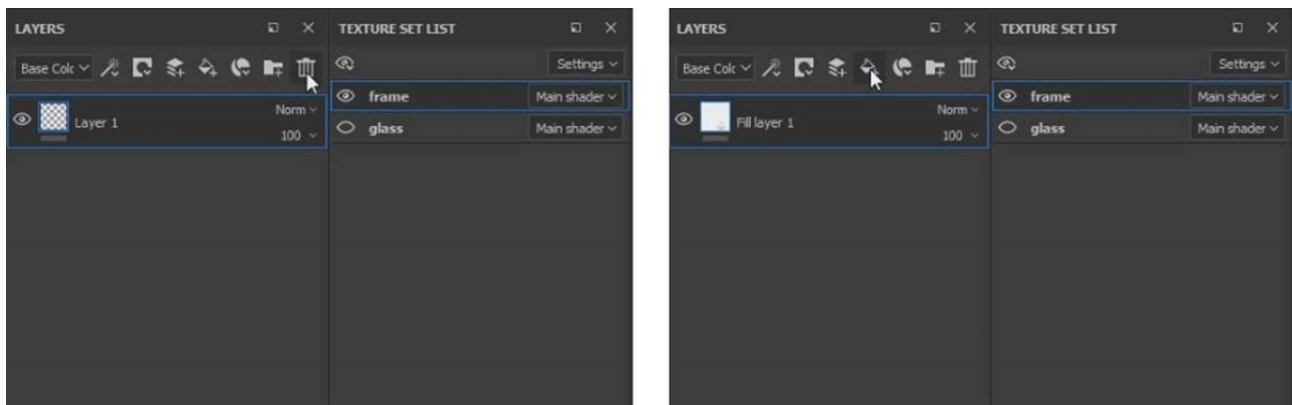 LAYERS
TEXTURE SET LIST
Base Colc
Settings
frame
Main shader
Layer 1
Norm
100
glass
Main shader
LAYERS
TEXTURE SET LIST
Base Colc
Settings
frame
Main shader
Fill layer 1
Norm
100
glass
Main shader